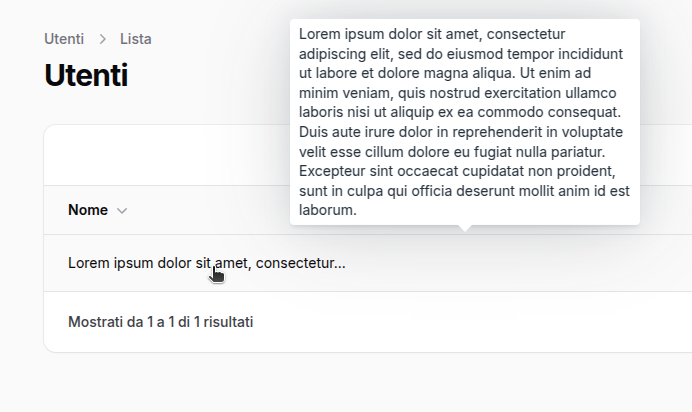 Utenti > Lista
Utenti
Lorem ipsum dolor sit amet, consectetur
adipiscing elit, sed do eiusmod tempor incididunt
ut labore et dolore magna aliqua. Ut enim ad
minim veniam, quis nostrud exercitation ullamco
laboris nisi ut aliquip ex ea commodo consequat.
Duis aute irure dolor in reprehenderit in voluptate
velit esse cillum dolore eu fugiat nulla pariatur.
Excepteur sint occaecat cupidatat non proident,
sunt in culpa qui officia deserunt mollit anim id est
laborum.
Nome
Lorem ipsum dolor sit amet, consectetur...
Mostrati da 1 a 1 di 1 risultati